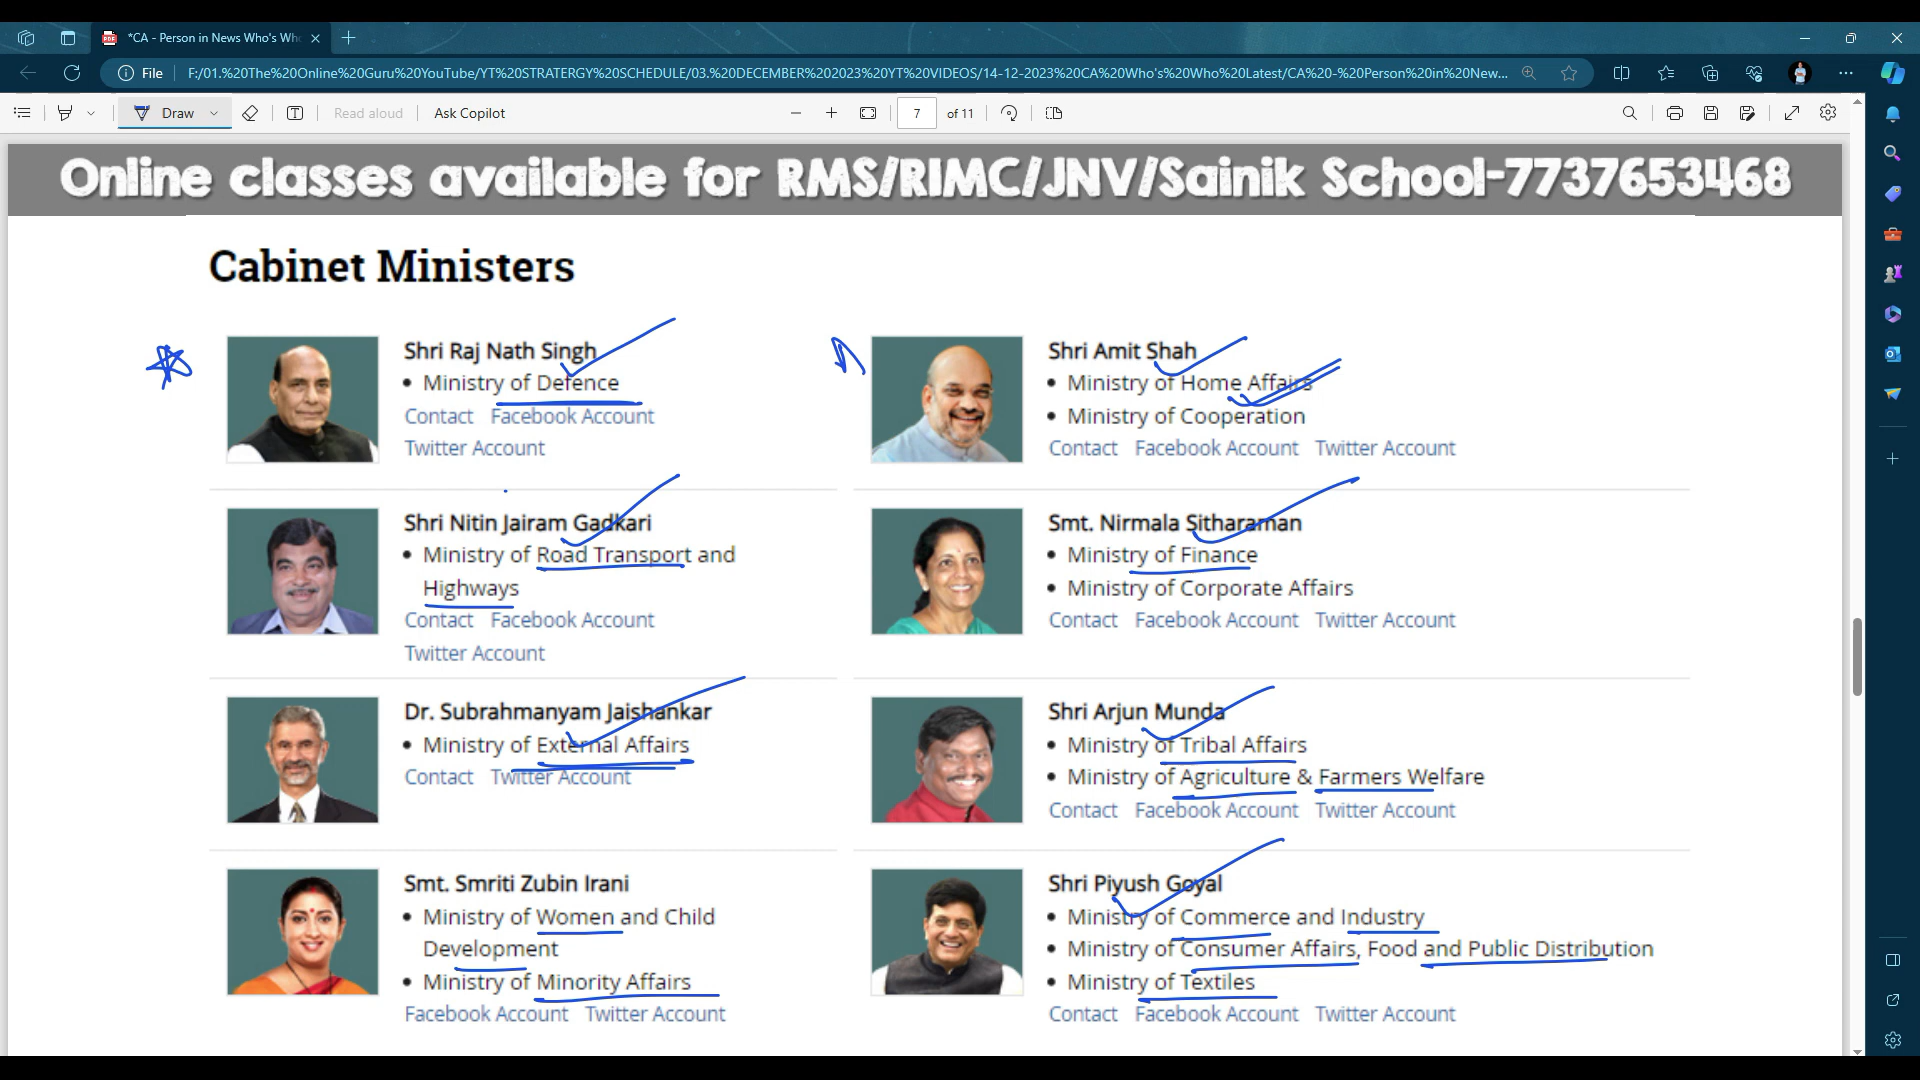 *CA - Person in News Who's Wh
File
F:/01.%20The%20Online%20Guru%20YouTube/YT%20STRATERGY%20SCHEDULE/03.%20DECEMBER%202023%20YT%20VIDEOS/14-12-2023%20CA%20Who's%20Who%20Latest/CA%20-%20Person%20in%20New...
Draw
Read aloud
Ask Copilot
7
of 11
Online classes available for RMS/RIMC/JNV/Sainik School-7737653468
Cabinet Ministers
Shri Raj Nath Singh
• Ministry of Defence
Contact Facebook Account
Twitter Account
Shri Amit Shah
• Ministry of Home Affairs
• Ministry of Cooperation
Contact Facebook Account Twitter Account
Shri Nitin Jairam Gadkari
• Ministry of Road Transport and
Highways
Contact Facebook Account
Twitter Account
Smt. Nirmala Sitharaman
• Ministry of Finance
• Ministry of Corporate Affairs
Contact Facebook Account Twitter Account
Dr. Subrahmanyam Jaishankar
• Ministry of External Affairs
Contact Twitter Account
Shri Arjun Munda
• Ministry of Tribal Affairs
• Ministry of Agriculture & Farmers Welfare
Contact Facebook Account Twitter Account
Smt. Smriti Zubin Irani
• Ministry of Women and Child
Development
• Ministry of Minority Affairs
Facebook Account Twitter Account
Shri Piyush Goyal
• Ministry of Commerce and Industry
• Ministry of Consumer Affairs, Food and Public Distribution
• Ministry of Textiles
Contact Facebook Account Twitter Account